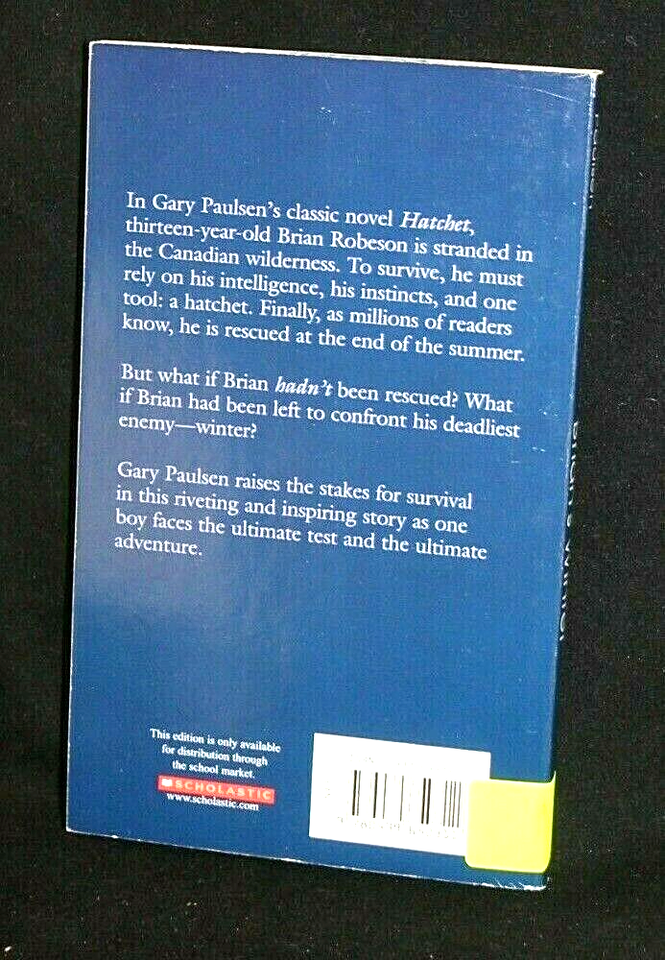 In Gary Paulsen's classic novel Hatchet,
thirteen-year-old Brian Robeson is stranded in
the Canadian wilderness. To survive, he must
rely on his intelligence, his instincts, and one
tool: a hatchet. Finally, as millions of readers
know, he is rescued at the end of the summer.
But what if Brian hadn't been rescued? What
if Brian had been left to confront his deadliest
enemy—winter?
Gary Paulsen raises the stakes for survival
in this riveting and inspiring story as one
boy faces the ultimate test and the ultimate
adventure.
This edition is only available
for distribution through
the school market.
SCHOLASTIC
www.scholastic.com